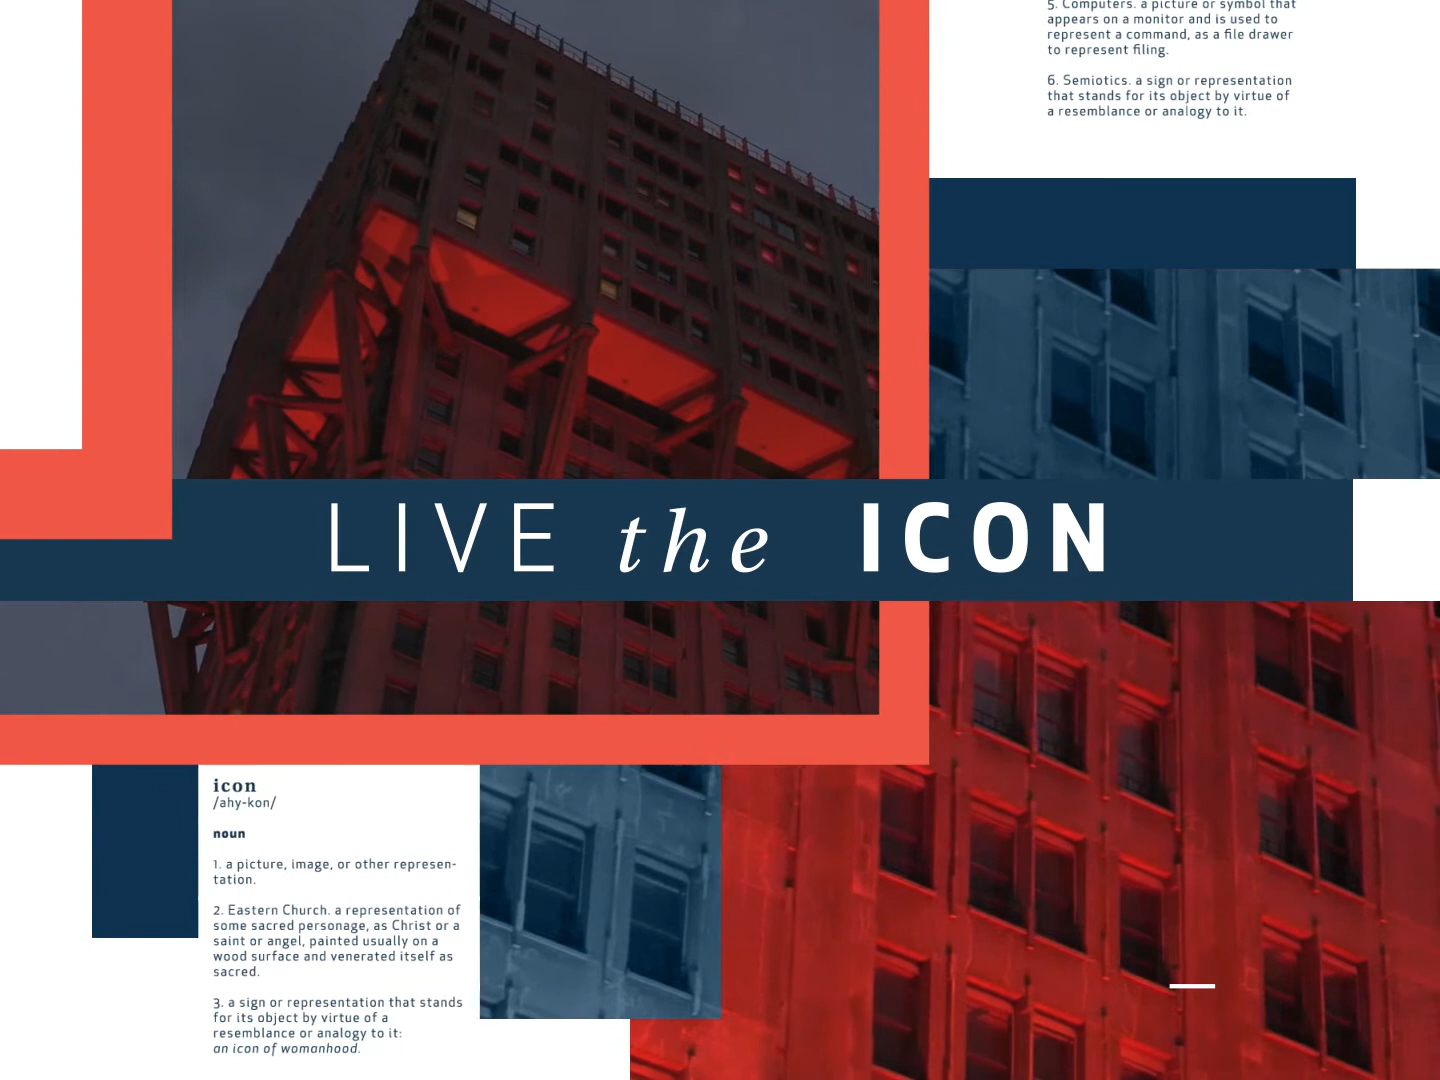 5. Computers. a picture or symbol that
appears on a monitor and is used to
represent a command, as a file drawer
to represent filing.
6. Semiotics. a sign or representation
that stands for its object by virtue of
a resemblance or analogy to it.
LIVE the ICON
icon
/ahy-kon/
noun
1. a picture, image, or other represen-
tation.
2. Eastern Church. a representation of
some sacred personage, as Christ or a
saint or angel, painted usually on a
wood surface and venerated itself as
sacred.
3. a sign or representation that stands
for its object by virtue of a
resemblance or analogy to it:
an icon of womanhood.